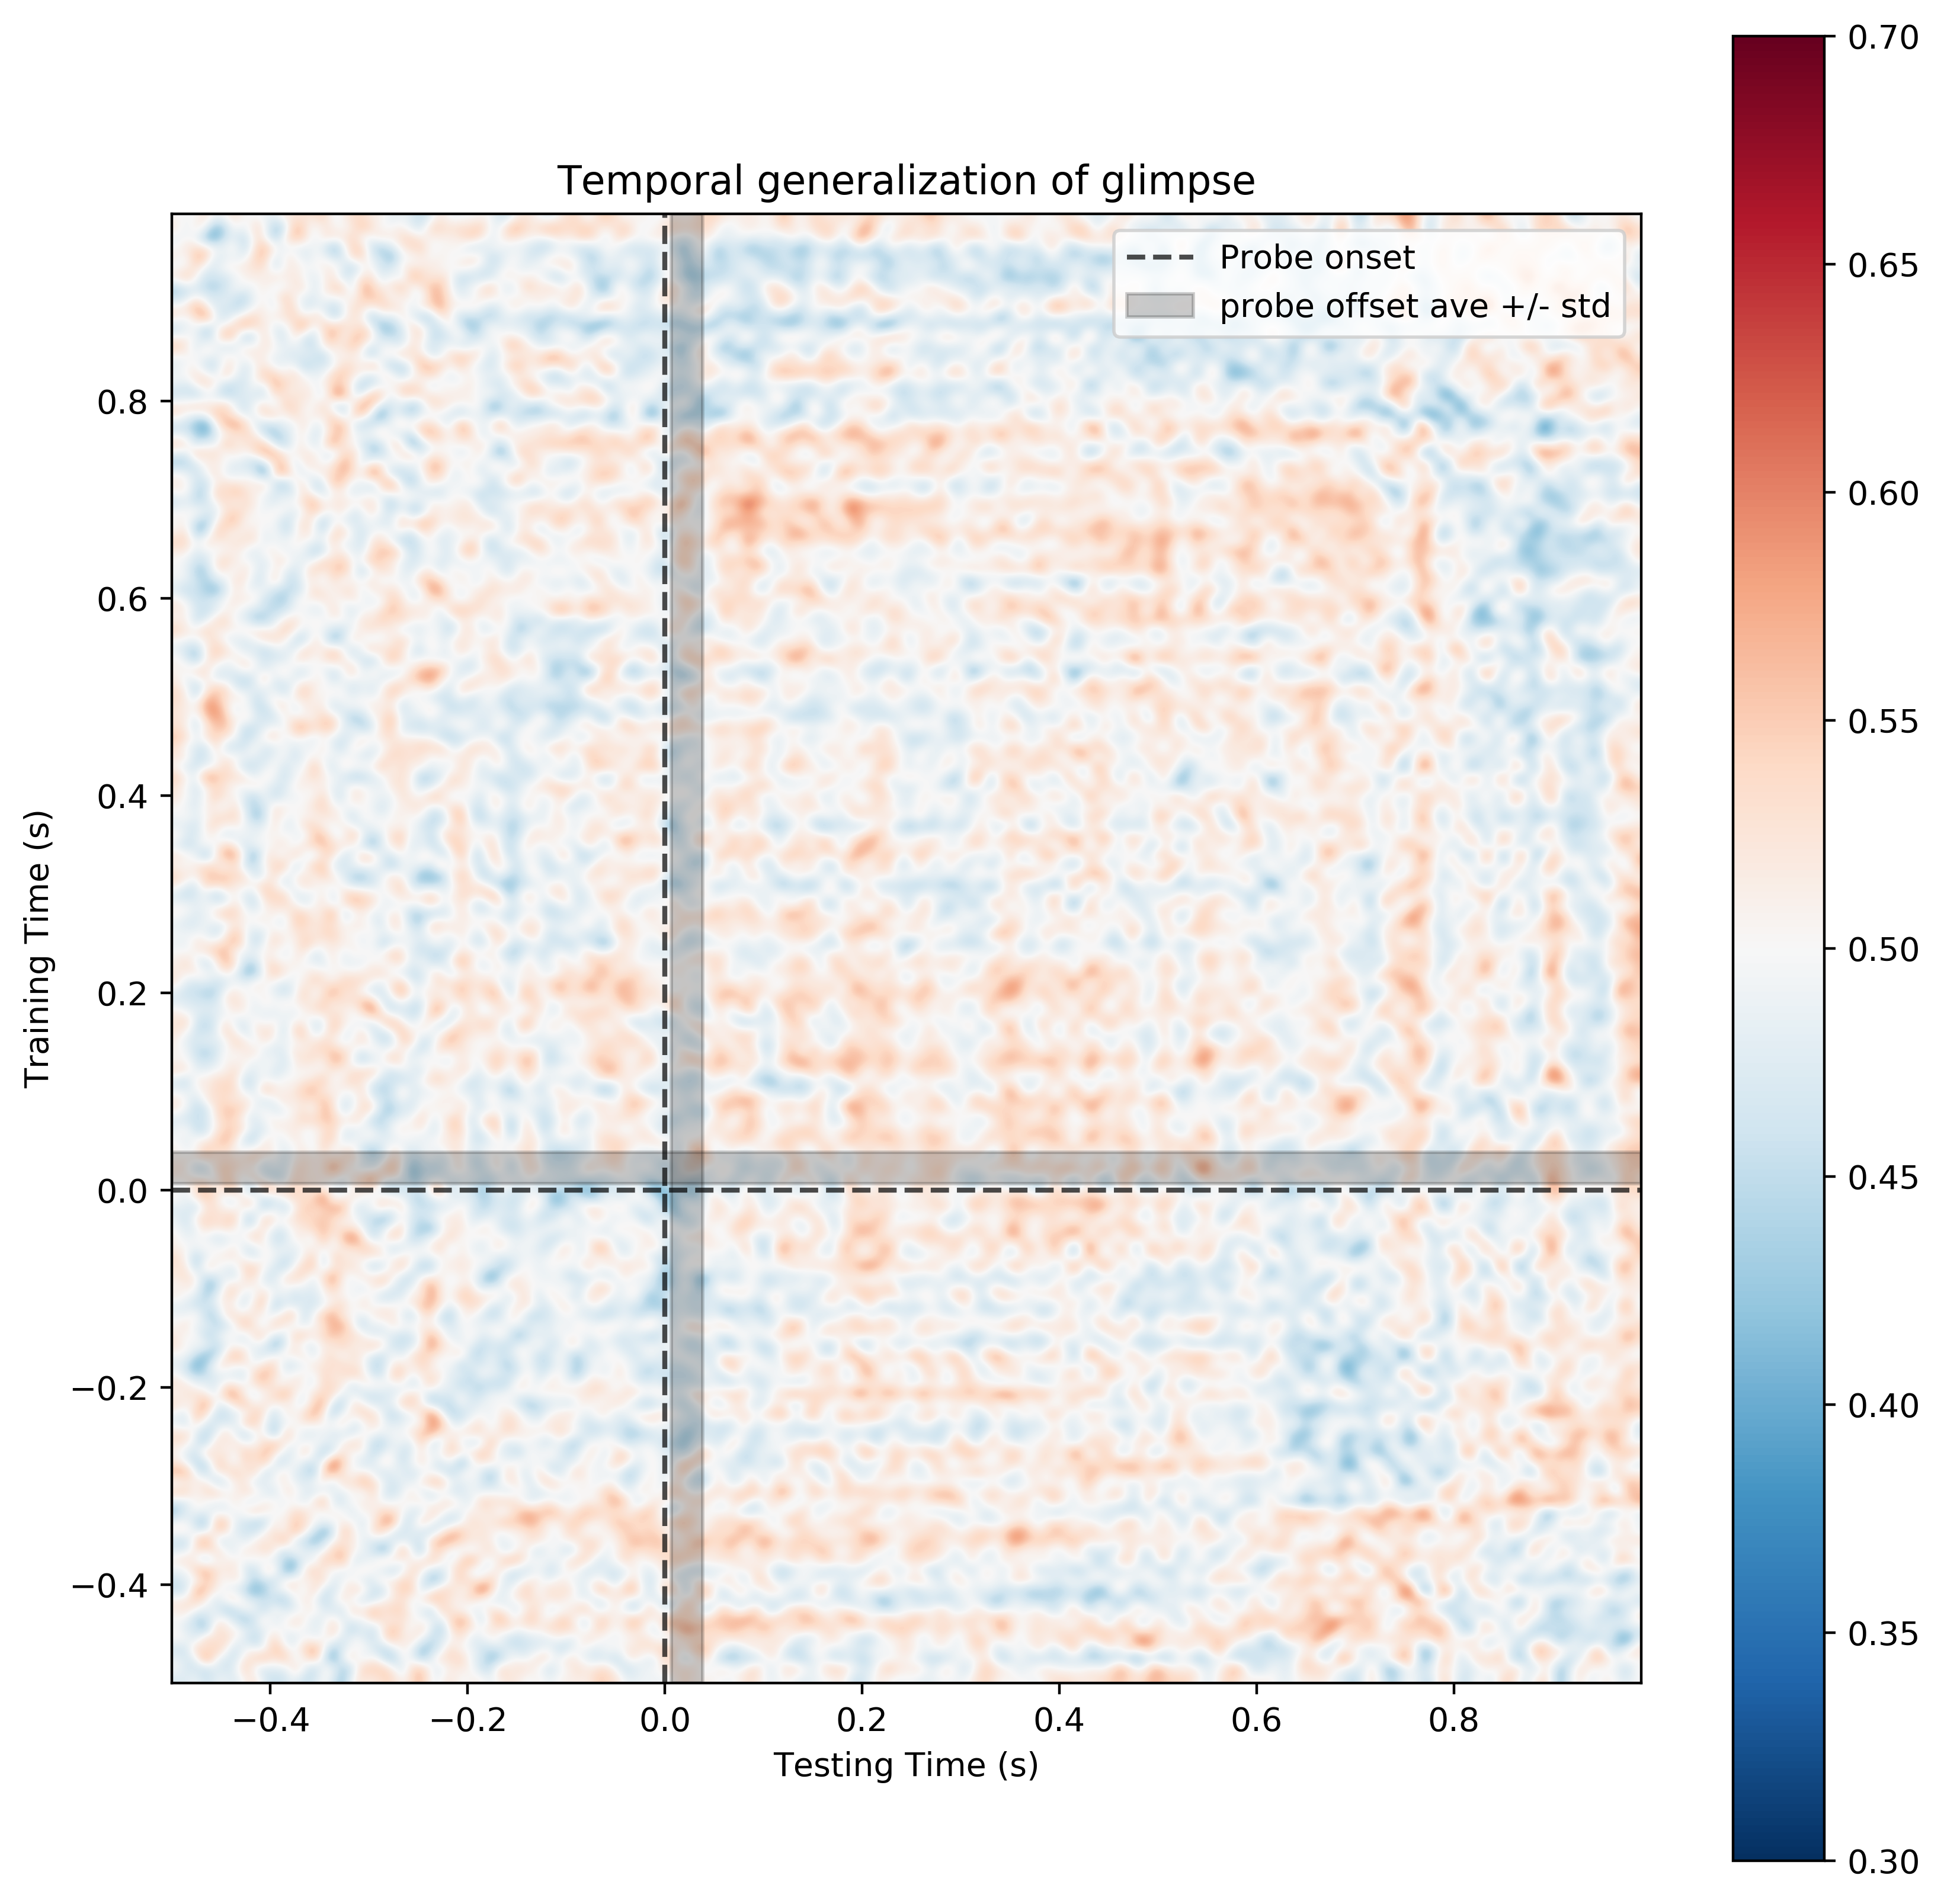 Temporal generalization of glimpse
Probe onset
probe offset ave +/- std
Training Time (s)
0.8
0.6
0.4
0.2
0.0
−0.2
−0.4
−0.4 −0.2 0.0 0.2 0.4 0.6 0.8
Testing Time (s)
0.70
0.65
0.60
0.55
0.50
0.45
0.40
0.35
0.30